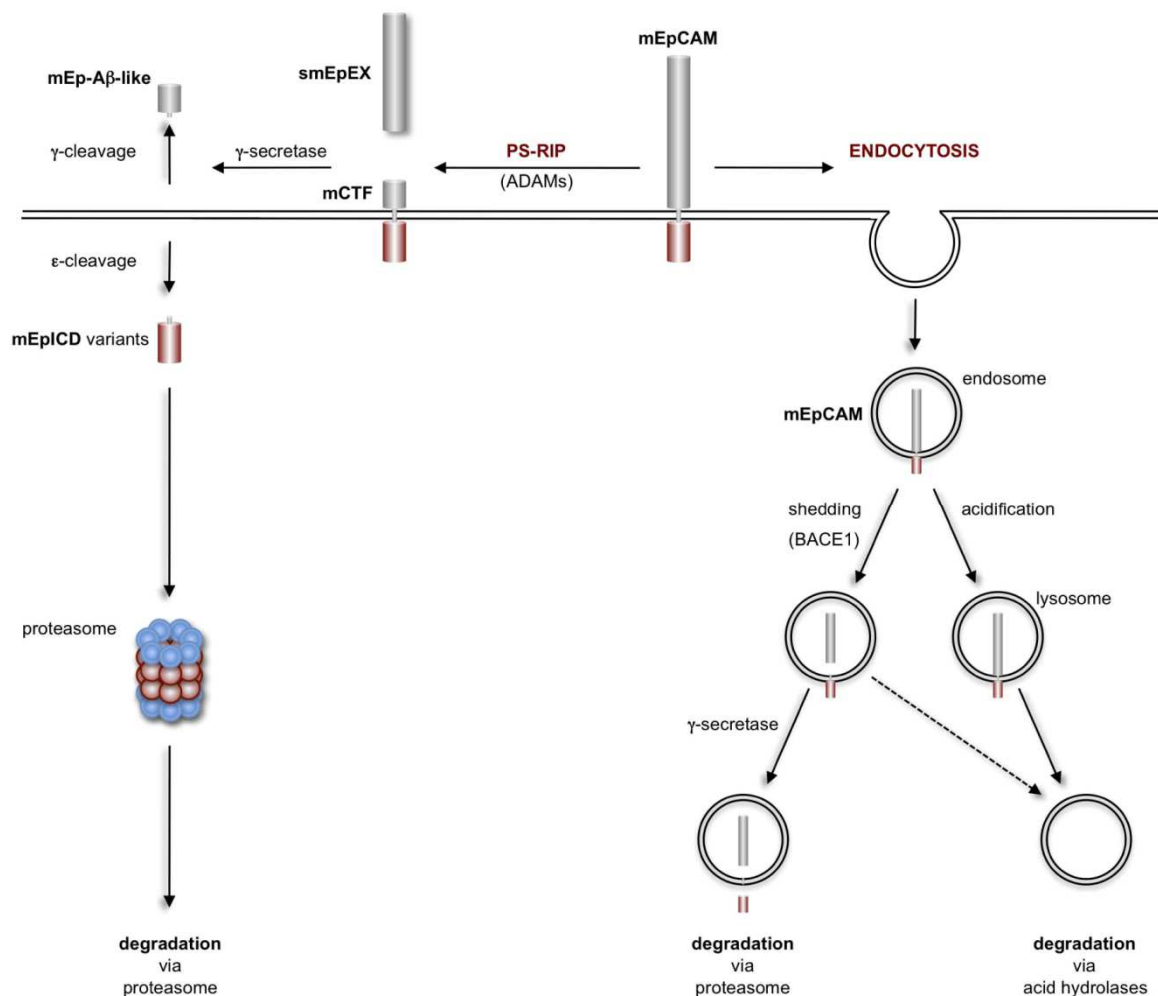 mEpCAM
smEpEX
mEp-Aβ-like
γ-cleavage
γ-secretase
PS-RIP
(ADAMs)
ENDOCYTOSIS
mCTF
ε-cleavage
mEpICD variants
endosome
mEpCAM
shedding
(BACE1)
acidification
proteasome
lysosome
γ-secretase
degradation
via
proteasome
degradation
via
proteasome
degradation
via
acid hydrolases